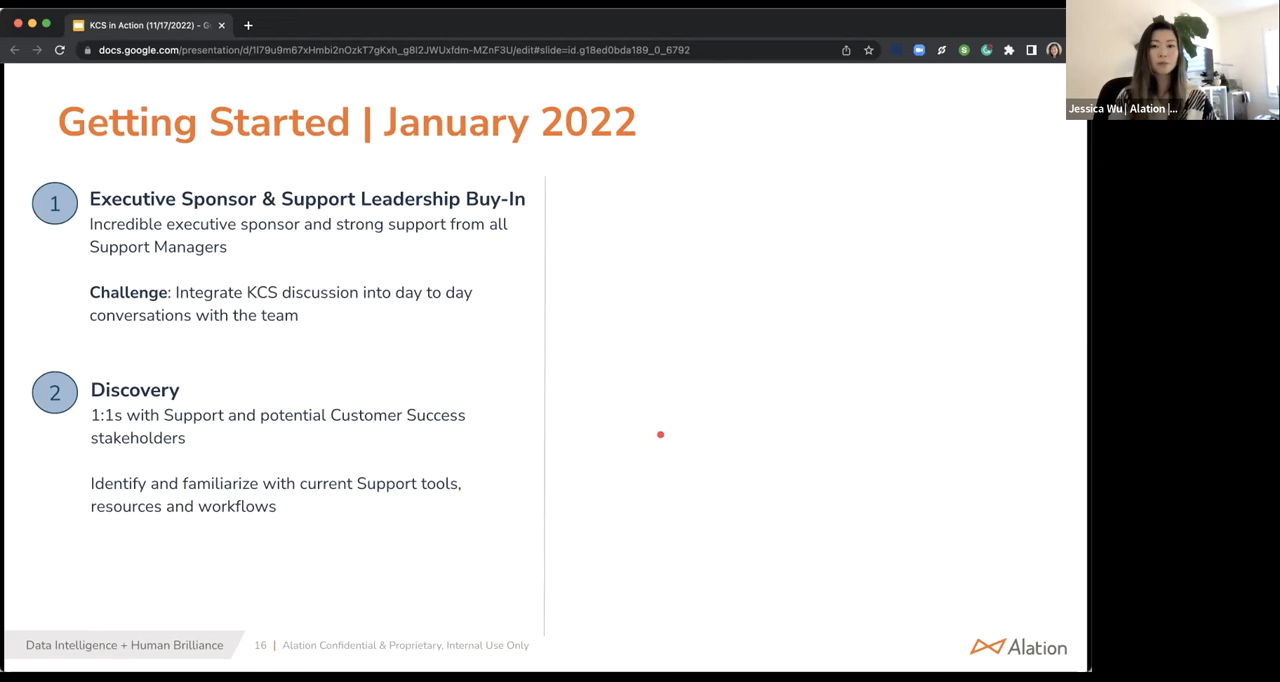 KCS in Action (11/17/2022) - G
docs.google.com/presentation/d/1l79u9m67xHmbi2nOzkT7gKxh_g8I2JWUxfdm-MZnF3U/edit#slide=id.g18ed0bda189_0_6792
Jessica Wu | Alation |...
Getting Started | January 2022
1
Executive Sponsor & Support Leadership Buy-In
Incredible executive sponsor and strong support from all
Support Managers
Challenge: Integrate KCS discussion into day to day
conversations with the team
2
Discovery
1:1s with Support and potential Customer Success
stakeholders
Identify and familiarize with current Support tools,
resources and workflows
Data Intelligence + Human Brilliance
16 | Alation Confidential & Proprietary, Internal Use Only
Alation